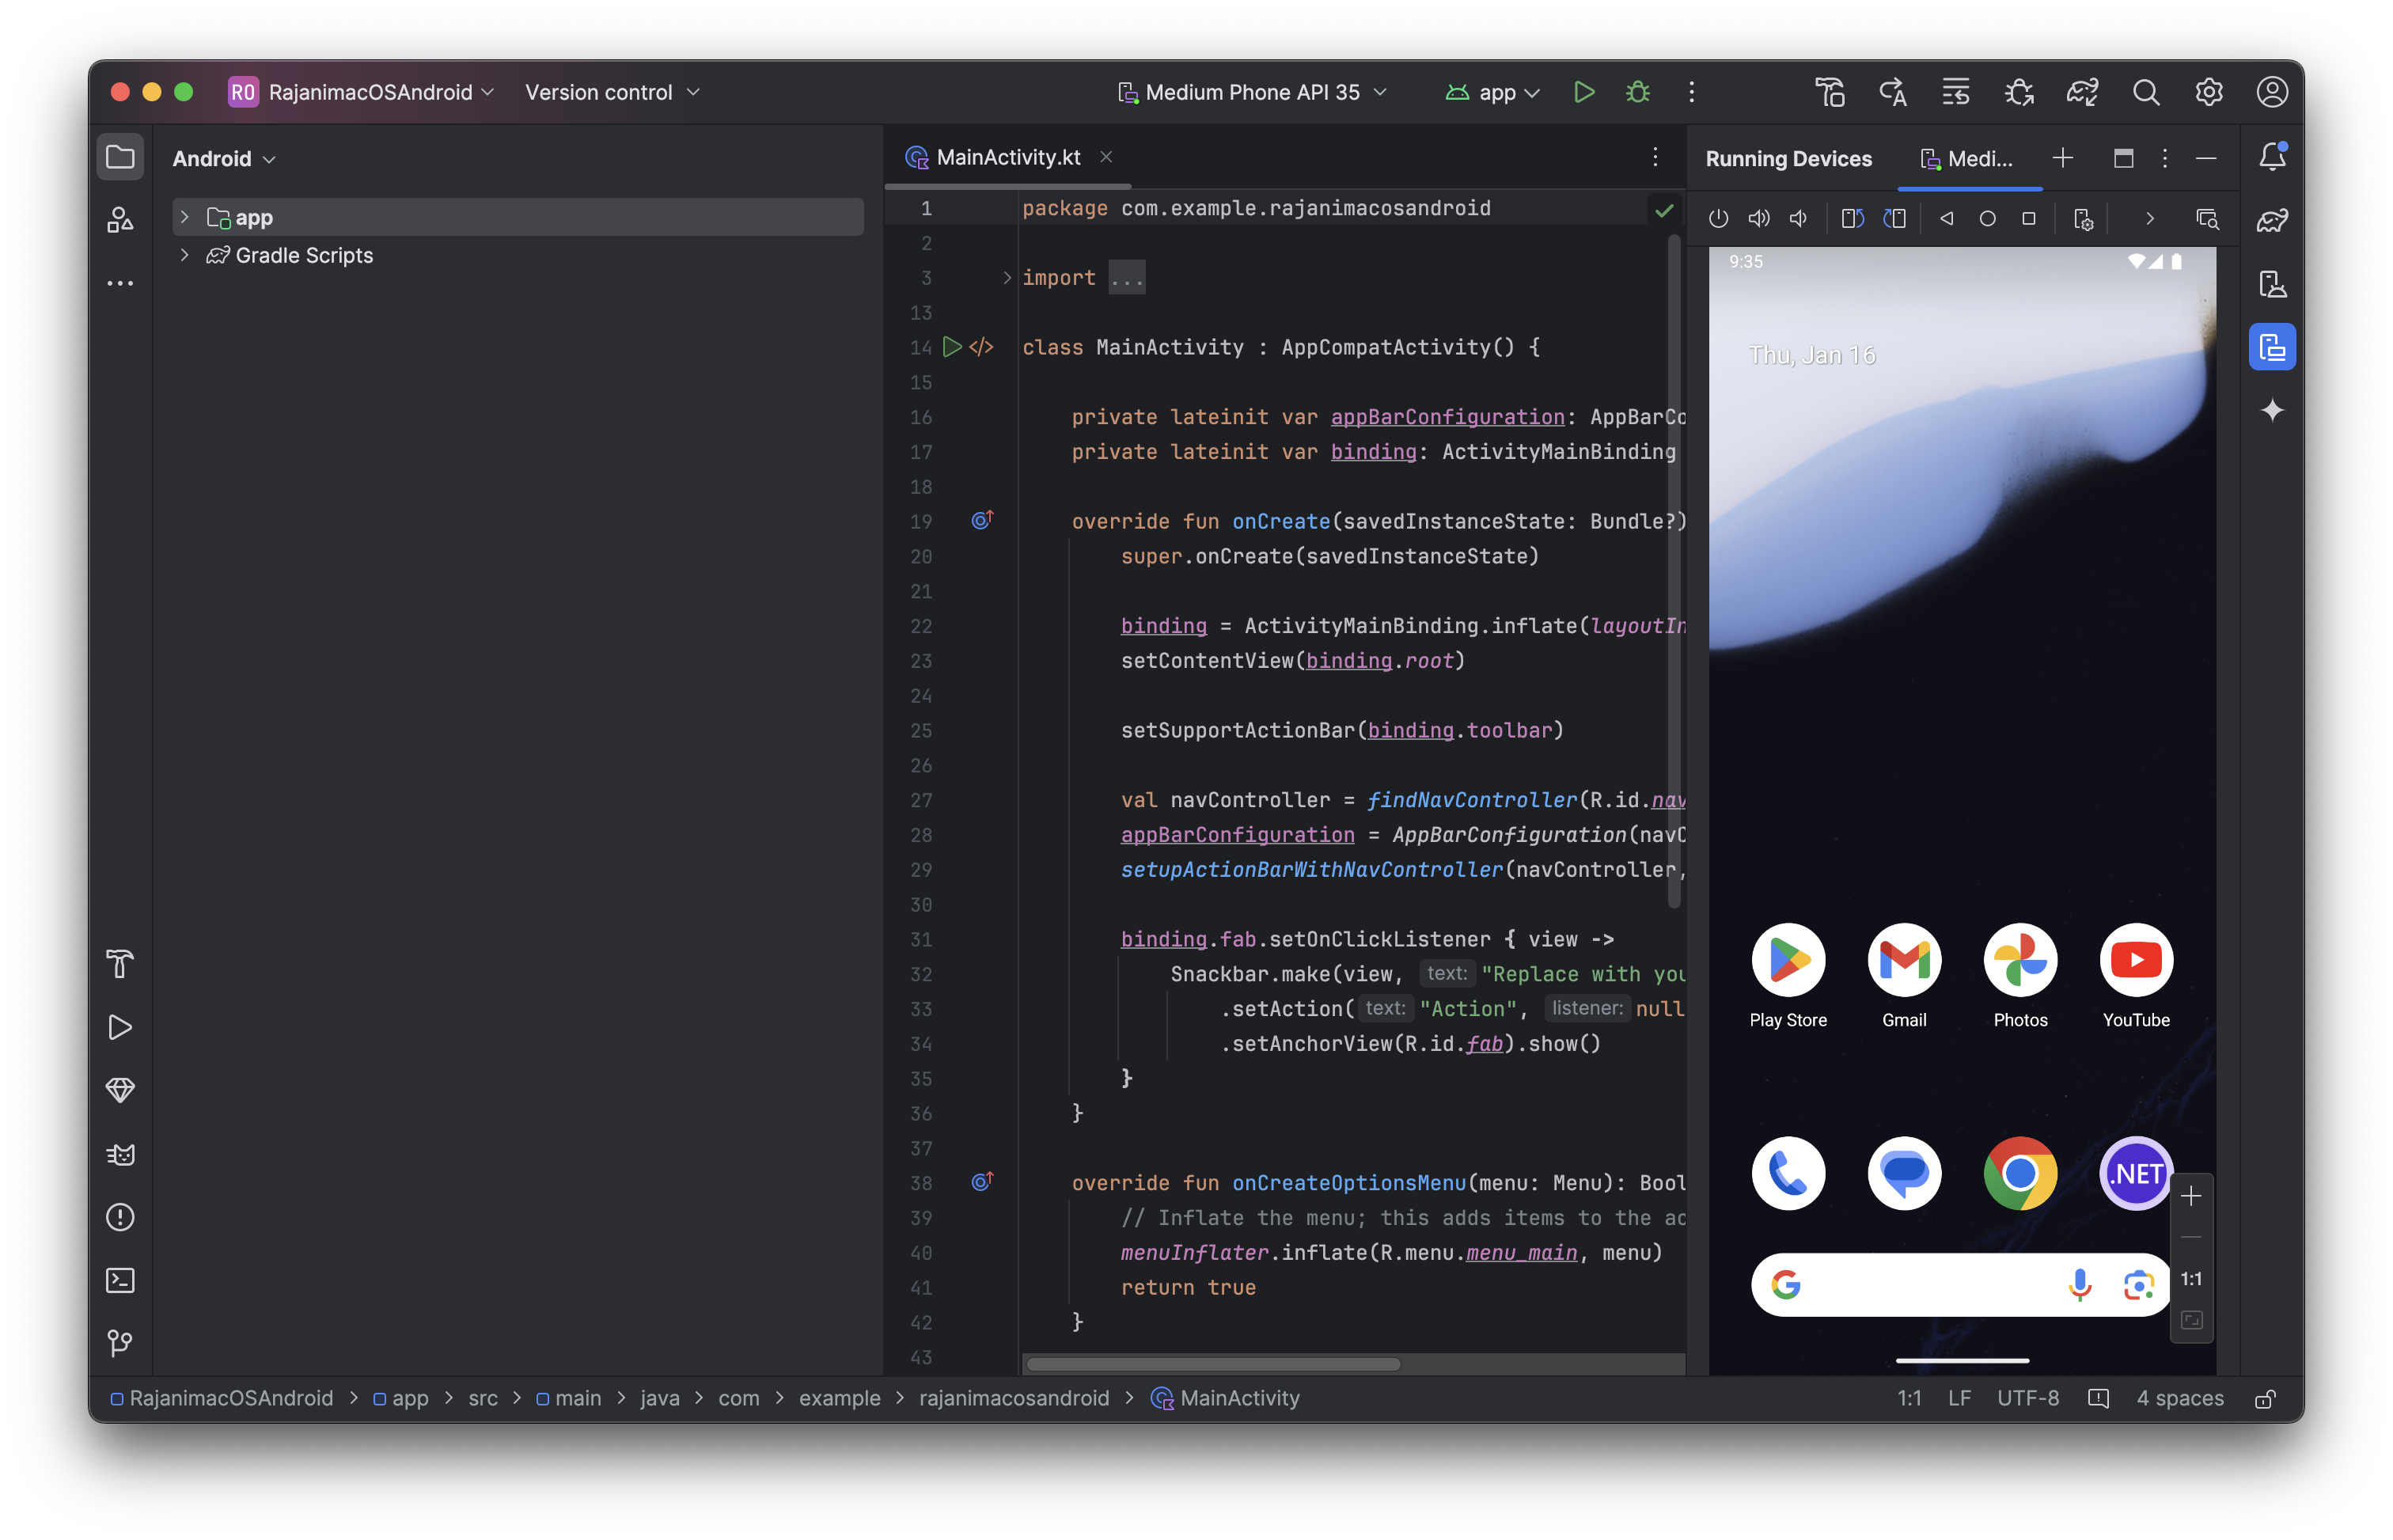 RO RajanimacOSAndroid Version control Medium Phone API 35 app
Android
app
Gradle Scripts
MainActivity.kt
1 package com.example.rajanimacosandroid
2
3 import ...
13
14 </> class MainActivity : AppCompatActivity() {
15
16 private lateinit var appBarConfiguration: AppBarCo
17 private lateinit var binding: ActivityMainBinding
18
19 override fun onCreate(savedInstanceState: Bundle?)
20 super.onCreate(savedInstanceState)
21
22 binding = ActivityMainBinding.inflate(layoutIn
23 setContentView(binding.root)
24
25 setSupportActionBar(binding.toolbar)
26
27 val navController = findNavController(R.id.nav
28 appBarConfiguration = AppBarConfiguration(navC
29 setupActionBarWithNavController(navController,
30
31 binding.fab.setOnClickListener { view ->
32 Snackbar.make(view, text: "Replace with you
33 .setAction( text: "Action", listener: null
34 .setAnchorView(R.id.fab).show()
35 }
36 }
37
38 override fun onCreateOptionsMenu(menu: Menu): Bool
39 // Inflate the menu; this adds items to the ac
40 menuInflater.inflate(R.menu.menu_main, menu)
41 return true
42 }
43
Running Devices Medi...
9:35
Thu, Jan 16
Play Store Gmail Photos YouTube
.NET
G
1:1
RajanimacOSAndroid > app > src > main > java > com > example > rajanimacosandroid > MainActivity 1:1 LF UTF-8 4 spaces